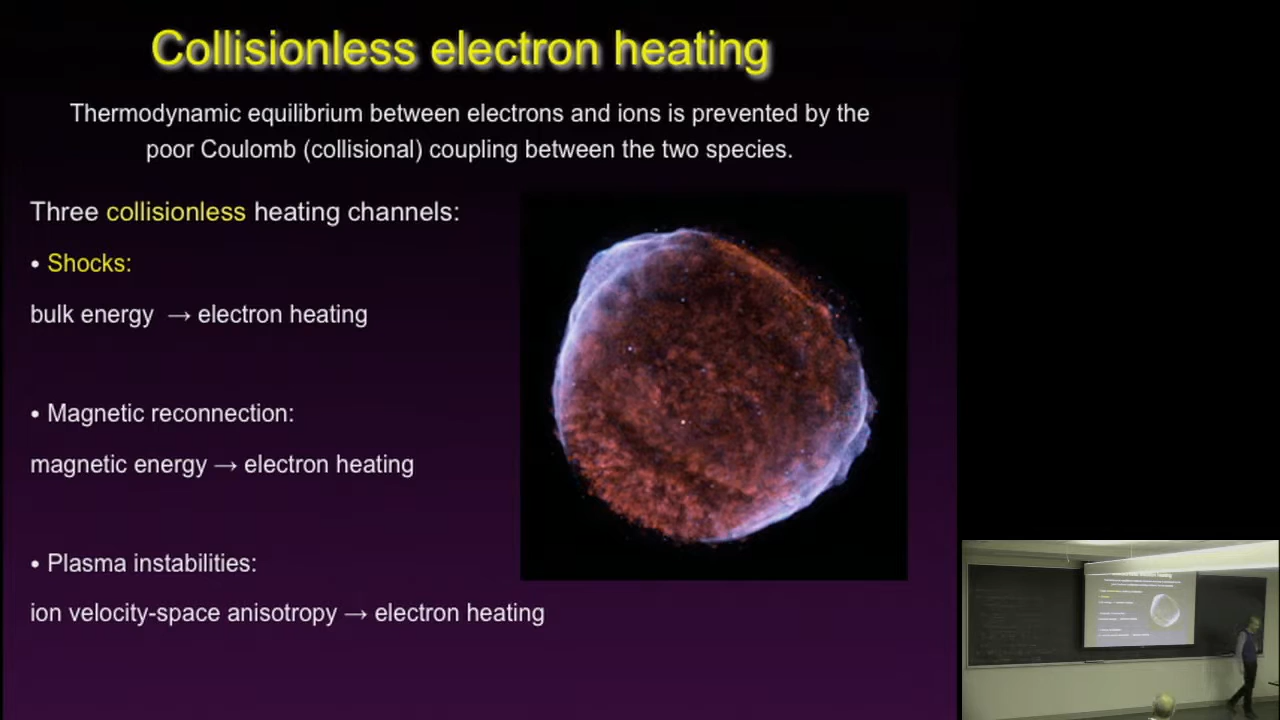 Collisionless electron heating
Thermodynamic equilibrium between electrons and ions is prevented by the
poor Coulomb (collisional) coupling between the two species.
Three collisionless heating channels:
• Shocks:
bulk energy → electron heating
• Magnetic reconnection:
magnetic energy → electron heating
• Plasma instabilities:
ion velocity-space anisotropy → electron heating